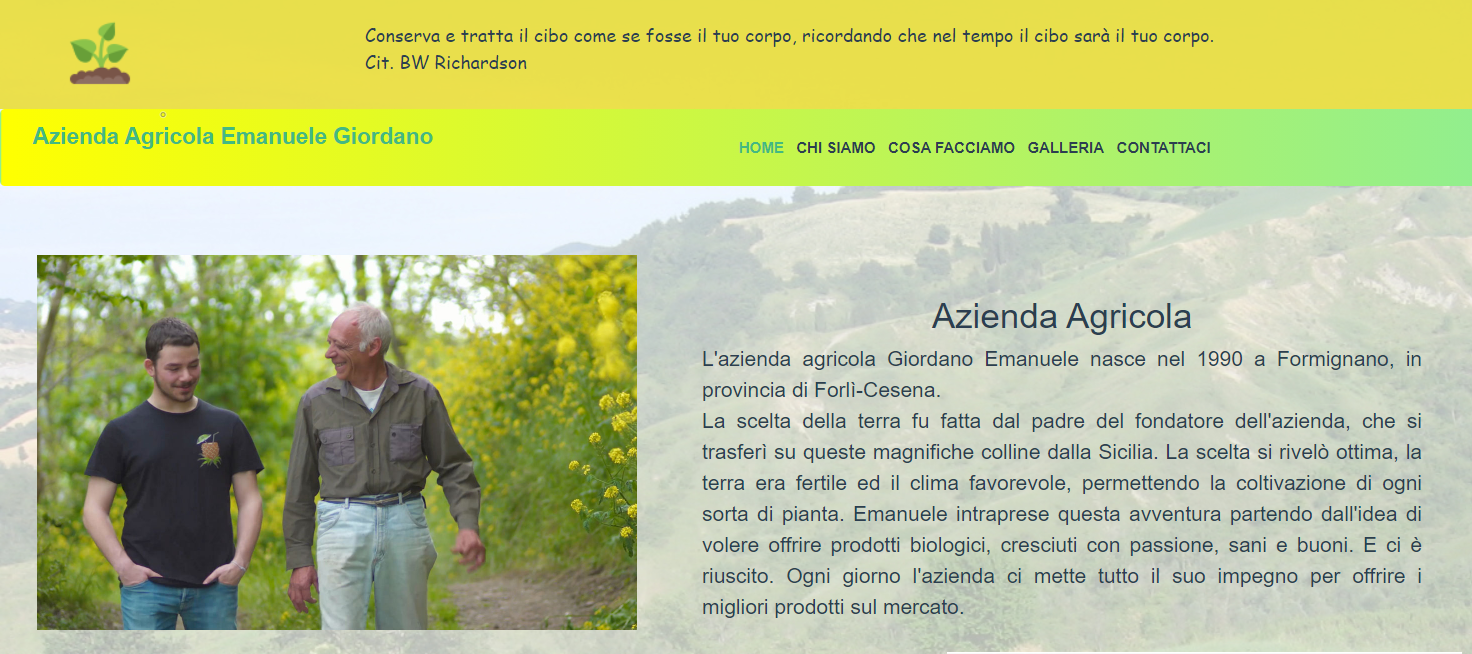 Conserva e tratta il cibo come se fosse il tuo corpo, ricordando che nel tempo il cibo sarà il tuo corpo.
Cit. BW Richardson
Azienda Agricola Emanuele Giordano
HOME CHI SIAMO COSA FACCIAMO GALLERIA CONTATTACI
Azienda Agricola
L'azienda agricola Giordano Emanuele nasce nel 1990 a Formignano, in
provincia di Forlì-Cesena.
La scelta della terra fu fatta dal padre del fondatore dell'azienda, che si
trasferì su queste magnifiche colline dalla Sicilia. La scelta si rivelò ottima, la
terra era fertile ed il clima favorevole, permettendo la coltivazione di ogni
sorta di pianta. Emanuele intraprese questa avventura partendo dall'idea di
volere offrire prodotti biologici, cresciuti con passione, sani e buoni. E ci è
riuscito. Ogni giorno l'azienda ci mette tutto il suo impegno per offrire i
migliori prodotti sul mercato.